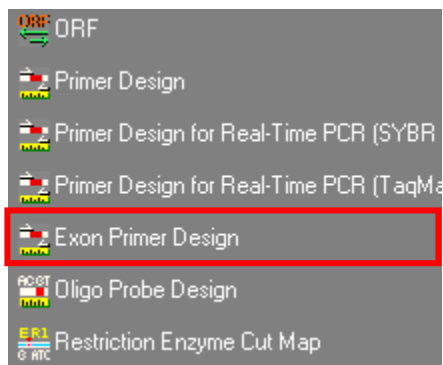 ORF
Primer Design
Primer Design for Real-Time PCR (SYBR
Primer Design for Real-Time PCR (TaqMa
Exon Primer Design
Oligo Probe Design
Restriction Enzyme Cut Map